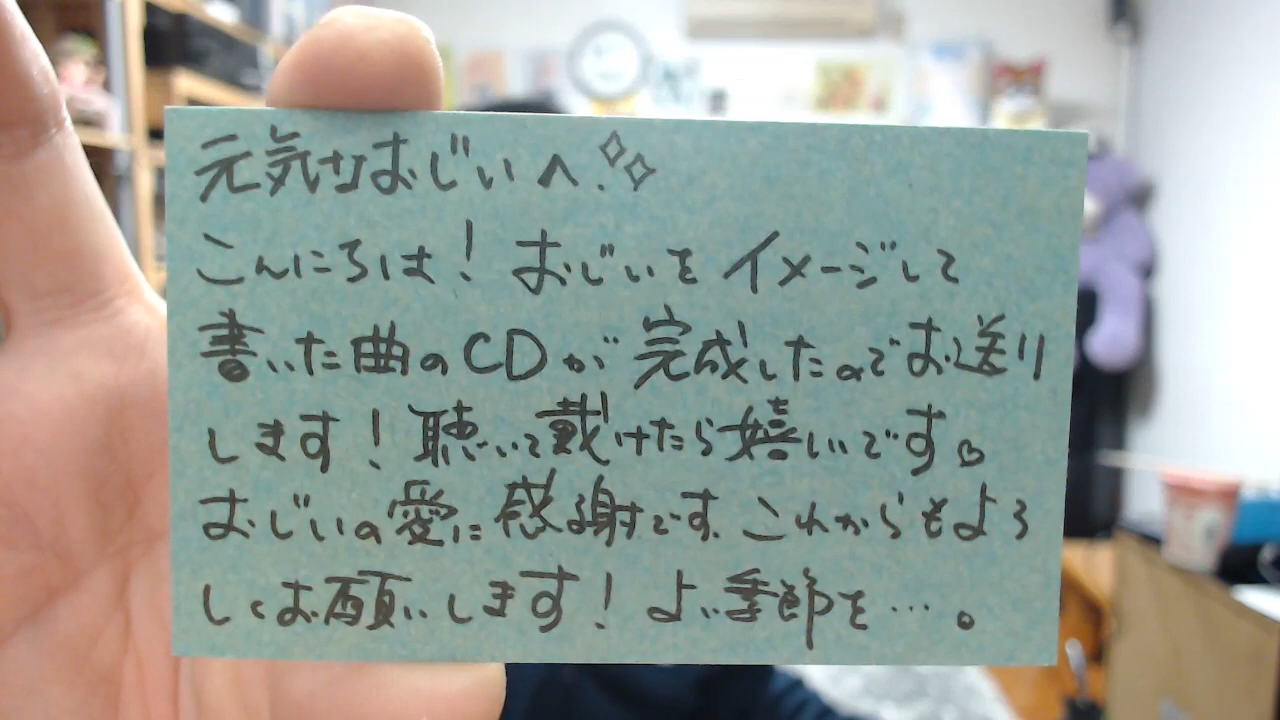 元気なおじいへ.
こんにちは!おじいをイメージして
書いた曲のCDが完成したのでお送り
します!聴いて戴けたら嬉しいです。
おじいの愛に感謝です.これからもよろ
しくお願いします!よい季節を…。